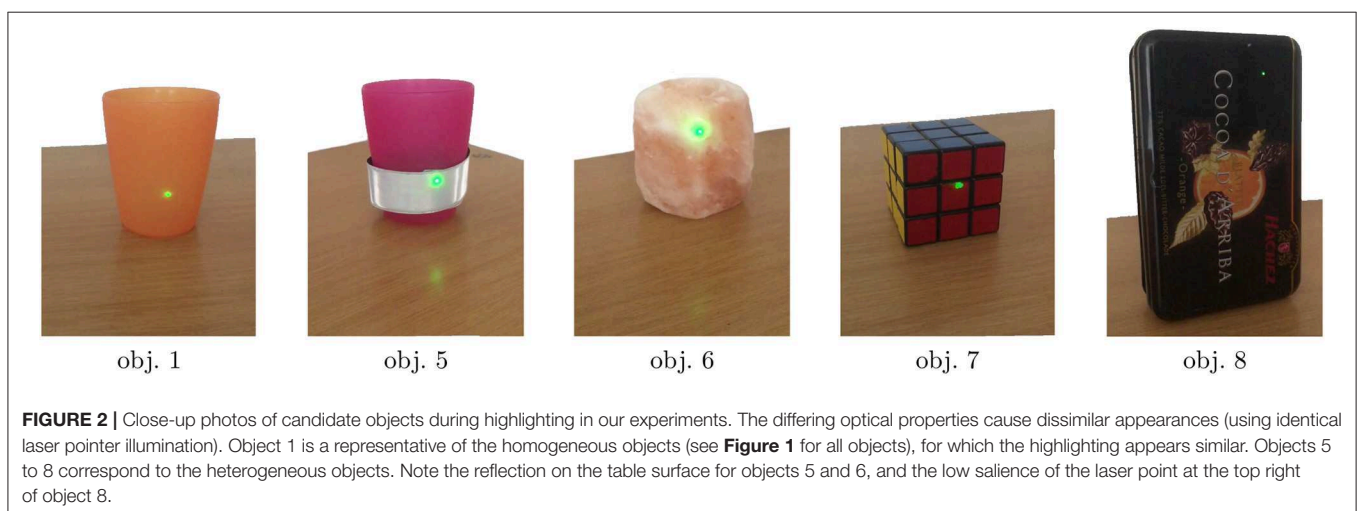 COCOA D'ARRIBA
-Orange-
HACHEZ
obj. 1
obj. 5
obj. 6
obj. 7
obj. 8
FIGURE 2 | Close-up photos of candidate objects during highlighting in our experiments. The differing optical properties cause dissimilar appearances (using identical
laser pointer illumination). Object 1 is a representative of the homogeneous objects (see Figure 1 for all objects), for which the highlighting appears similar. Objects 5
to 8 correspond to the heterogeneous objects. Note the reflection on the table surface for objects 5 and 6, and the low salience of the laser point at the top right
of object 8.